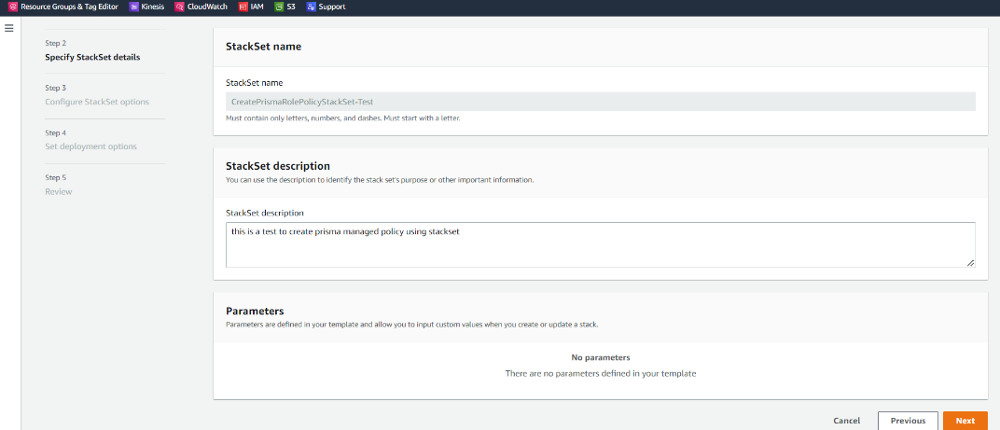 Resource Groups & Tag Editor Kinesis CloudWatch IAM S3 Support
Step 2
Specify StackSet details
Step 3
Configure StackSet options
Step 4
Set deployment options
Step 5
Review
StackSet name
StackSet name
CreatePrismaRolePolicyStackSet-Test
Must contain only letters, numbers, and dashes. Must start with a letter.
StackSet description
You can use the description to identify the stack set's purpose or other important information.
StackSet description
this is a test to create prisma managed policy using stackset
Parameters
Parameters are defined in your template and allow you to input custom values when you create or update a stack.
No parameters
There are no parameters defined in your template
Cancel Previous Next